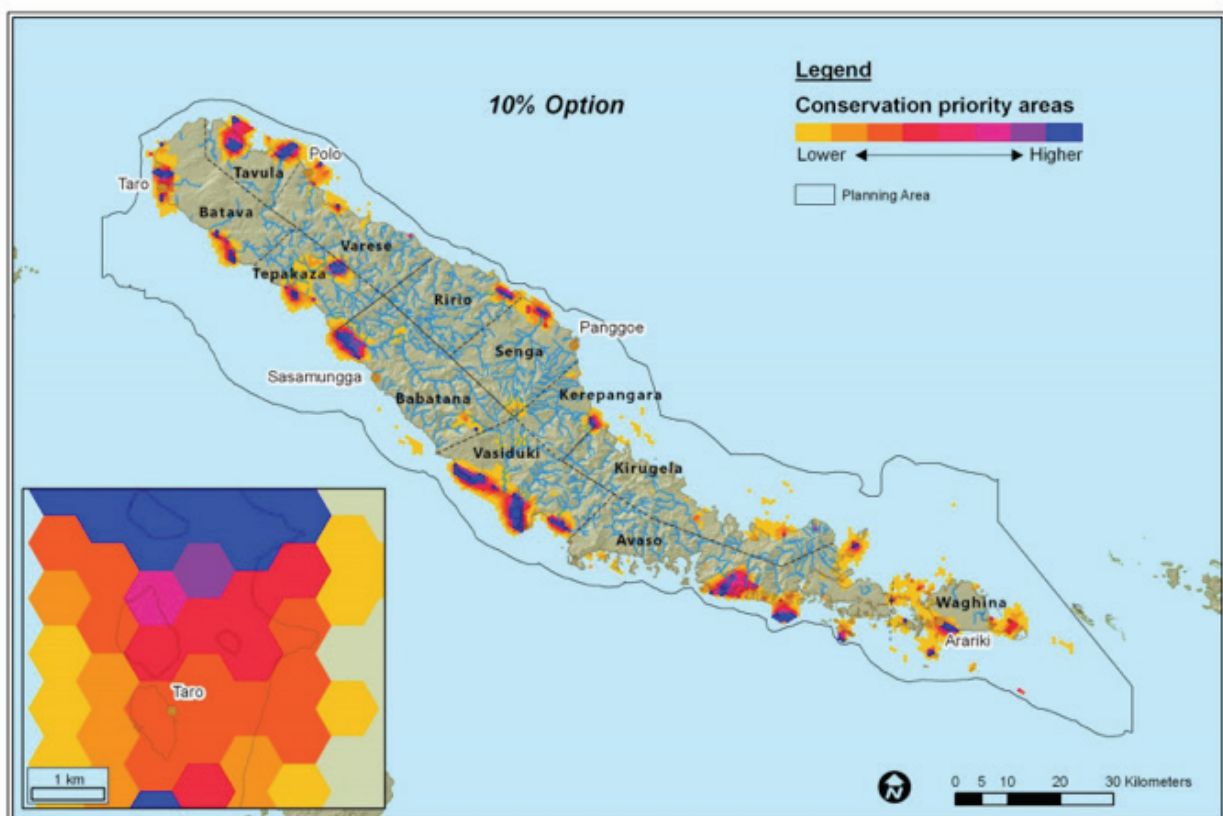 10% Option
Legend
Conservation priority areas
Lower Higher
Planning Area
Polo
Tavula
Taro
Batava
Varese
Tepakaza
Ririo
Panggoe
Senga
Sasamungga
Babatana
Kerepangara
Vasiduki
Kirugela
Avaso
Waghina
Arariki
Taro
1 km
N
0 5 10 20 30 Kilometers